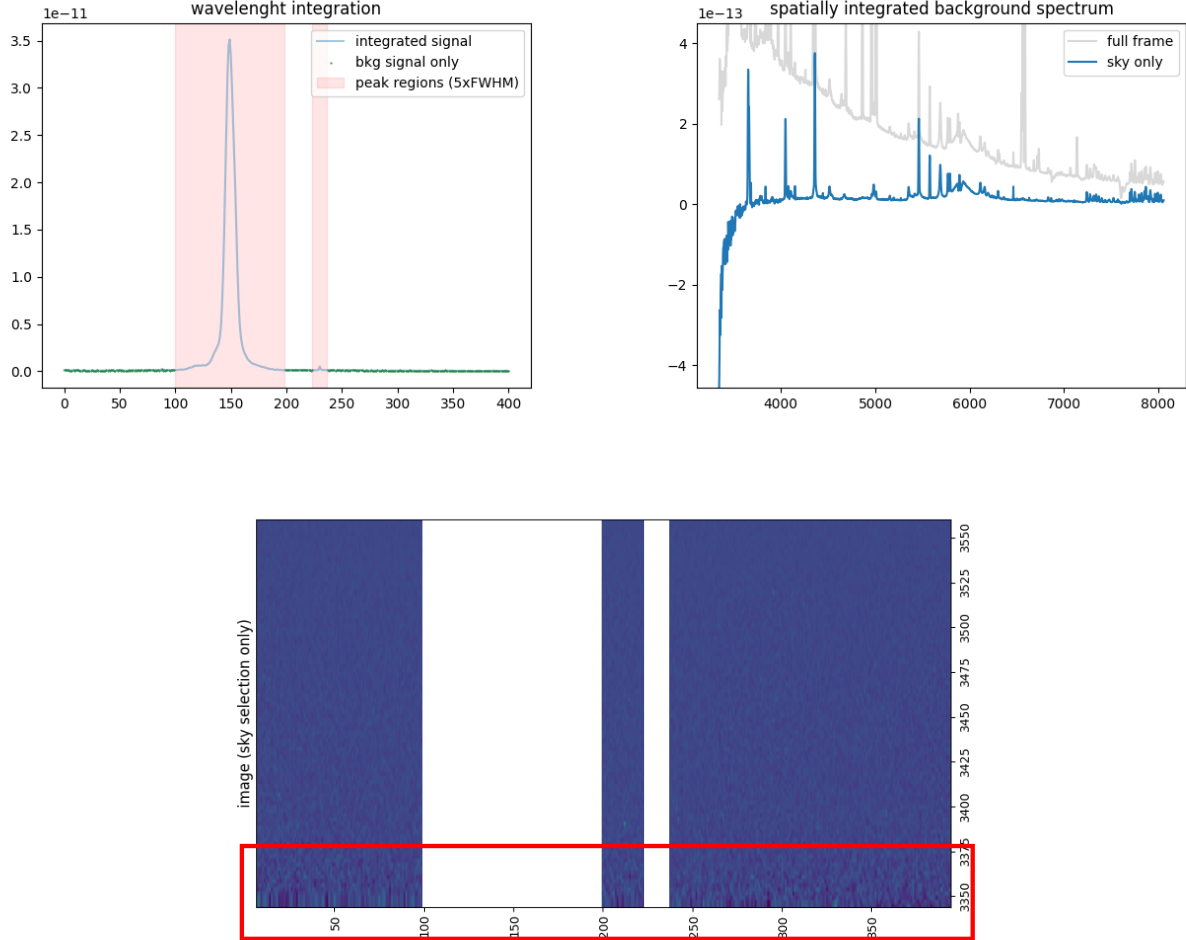 wavelenght integration
1e−11
integrated signal
bkg signal only
peak regions (5xFWHM)
3.5
3.0
2.5
2.0
1.5
1.0
0.5
0.0
0 50 100 150 200 250 300 350 400
spatially integrated background spectrum
1e−13
full frame
sky only
4
2
0
−2
−4
4000 5000 6000 7000 8000
image (sky selection only)
3550
3525
3500
3475
3450
3425
3400
3375
3350
50 100 150 200 250 300 350